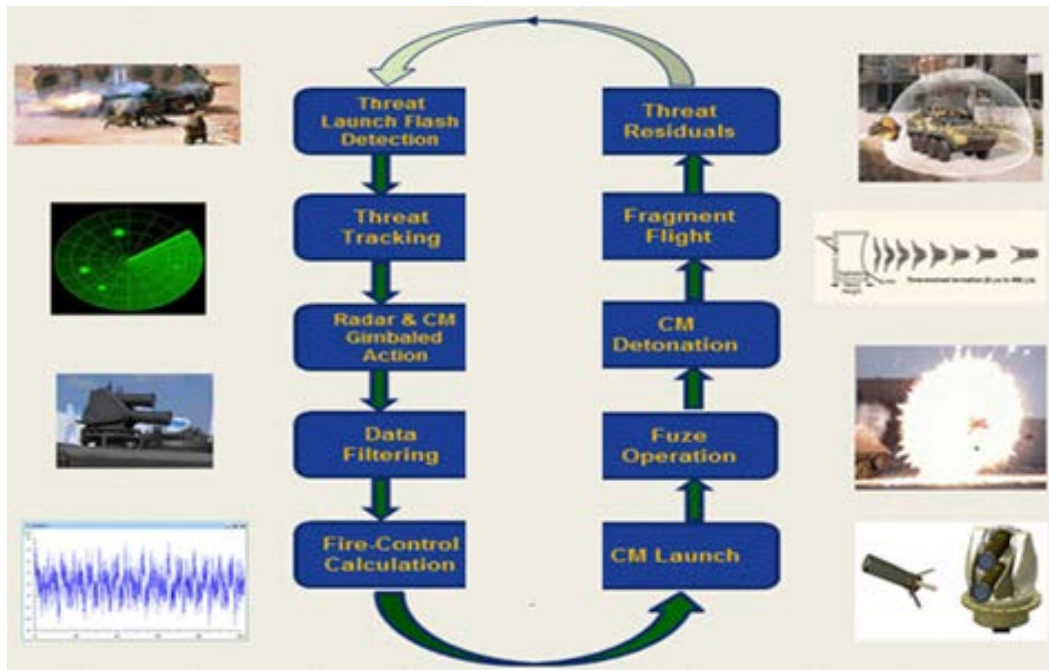 Threat
Launch Flash
Detection
Threat
Tracking
Radar & CM
Gimbaled
Action
Data
Filtering
Fire-Control
Calculation
Threat
Residuals
Fragment
Flight
CM
Detonation
Fuze
Operation
CM Launch